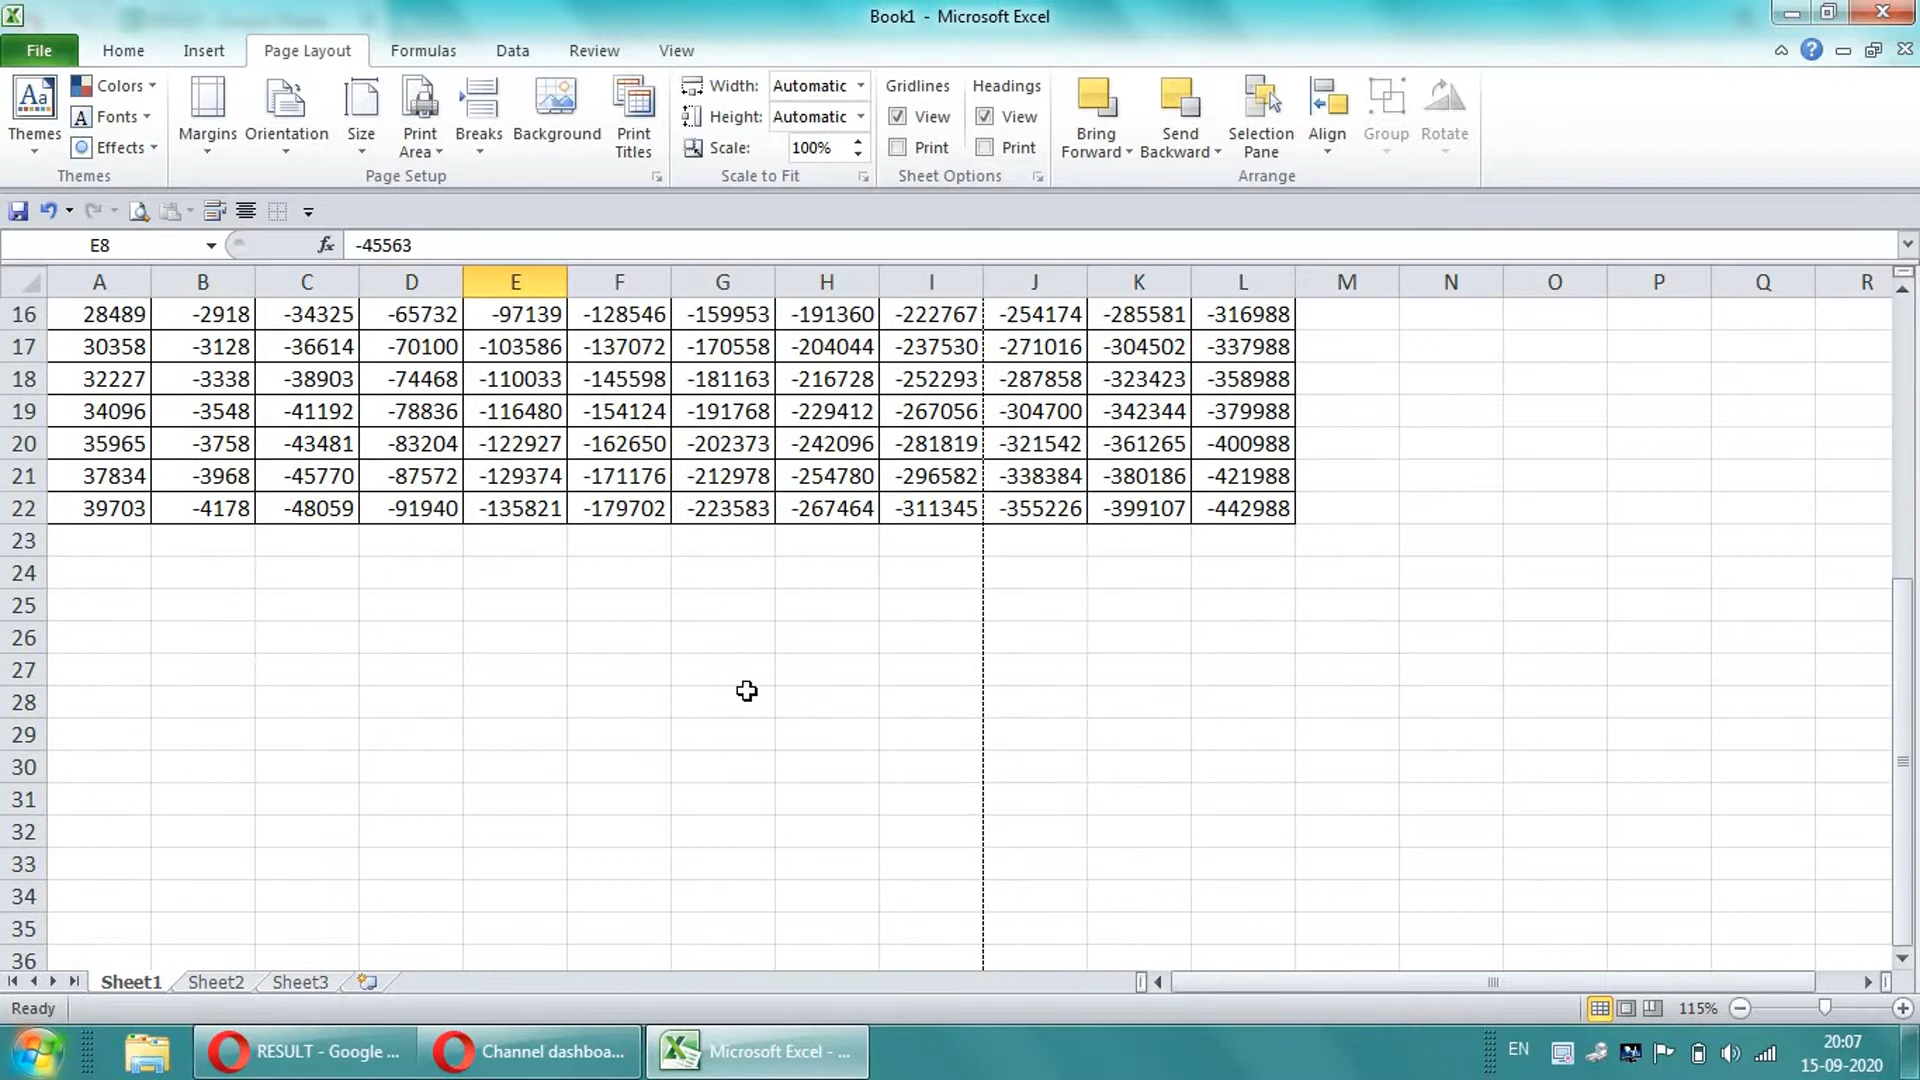 Book1 - Microsoft Excel
File Home Insert Page Layout Formulas Data Review View
Themes Colors Fonts Effects Themes
Margins Orientation Size Print Area Breaks Background Print Titles Page Setup
Width: Automatic Height: Automatic Scale: 100% Scale to Fit
Gridlines View Print Headings View Print Sheet Options
Bring Forward Send Backward Selection Pane Align Group Rotate Arrange
E8 fx -45563
A B C D E F G H I J K L M N O P Q R
16 28489 -2918 -34325 -65732 -97139 -128546 -159953 -191360 -222767 -254174 -285581 -316988
17 30358 -3128 -36614 -70100 -103586 -137072 -170558 -204044 -237530 -271016 -304502 -337988
18 32227 -3338 -38903 -74468 -110033 -145598 -181163 -216728 -252293 -287858 -323423 -358988
19 34096 -3548 -41192 -78836 -116480 -154124 -191768 -229412 -267056 -304700 -342344 -379988
20 35965 -3758 -43481 -83204 -122927 -162650 -202373 -242096 -281819 -321542 -361265 -400988
21 37834 -3968 -45770 -87572 -129374 -171176 -212978 -254780 -296582 -338384 -380186 -421988
22 39703 -4178 -48059 -91940 -135821 -179702 -223583 -267464 -311345 -355226 -399107 -442988
23
24
25
26
27
28
29
30
31
32
33
34
35
36
Sheet1 Sheet2 Sheet3
Ready 115%
RESULT - Google ... Channel dashboa... Microsoft Excel - ... EN 20:07
15-09-2020